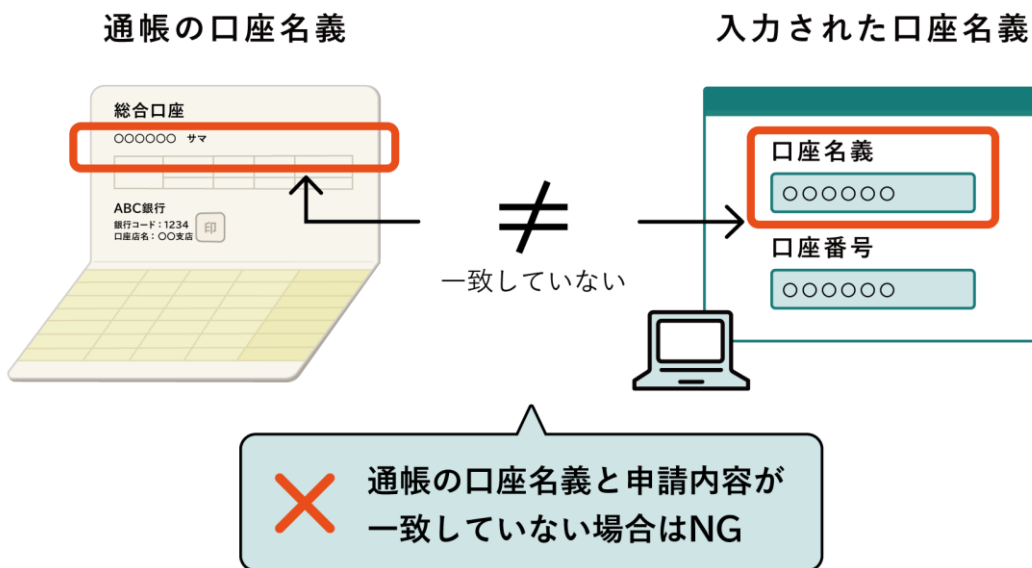 通帳の口座名義
入力された口座名義
総合口座
○○○○○○ サマ
ABC銀行
銀行コード：1234
口座店名：○○支店
印
≠
一致していない
口座名義
○○○○○○
口座番号
○○○○○○
通帳の口座名義と申請内容が
一致していない場合はNG